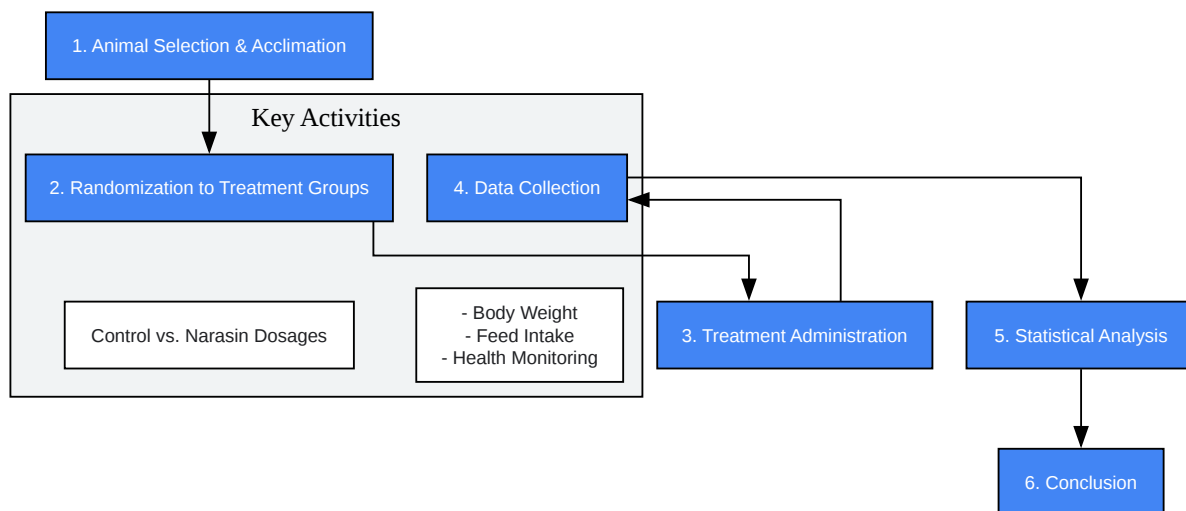 1. Animal Selection & Acclimation
Key Activities
2. Randomization to Treatment Groups
4. Data Collection
Control vs. Narasin Dosages
- Body Weight
- Feed Intake
- Health Monitoring
3. Treatment Administration
5. Statistical Analysis
6. Conclusion